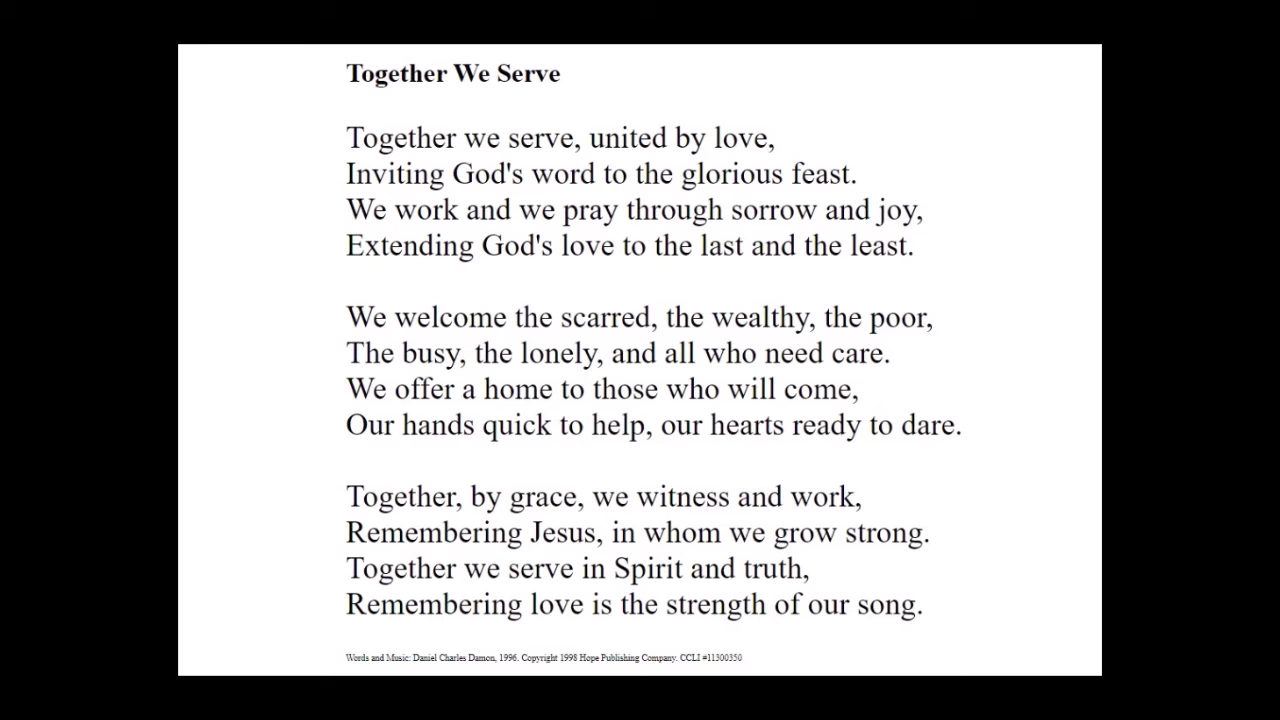 Together We Serve
Together we serve, united by love,
Inviting God's word to the glorious feast.
We work and we pray through sorrow and joy,
Extending God's love to the last and the least.
We welcome the scarred, the wealthy, the poor,
The busy, the lonely, and all who need care.
We offer a home to those who will come,
Our hands quick to help, our hearts ready to dare.
Together, by grace, we witness and work,
Remembering Jesus, in whom we grow strong.
Together we serve in Spirit and truth,
Remembering love is the strength of our song.
Words and Music: Daniel Charles Damon, 1996. Copyright 1998 Hope Publishing Company. CCLI #11300350